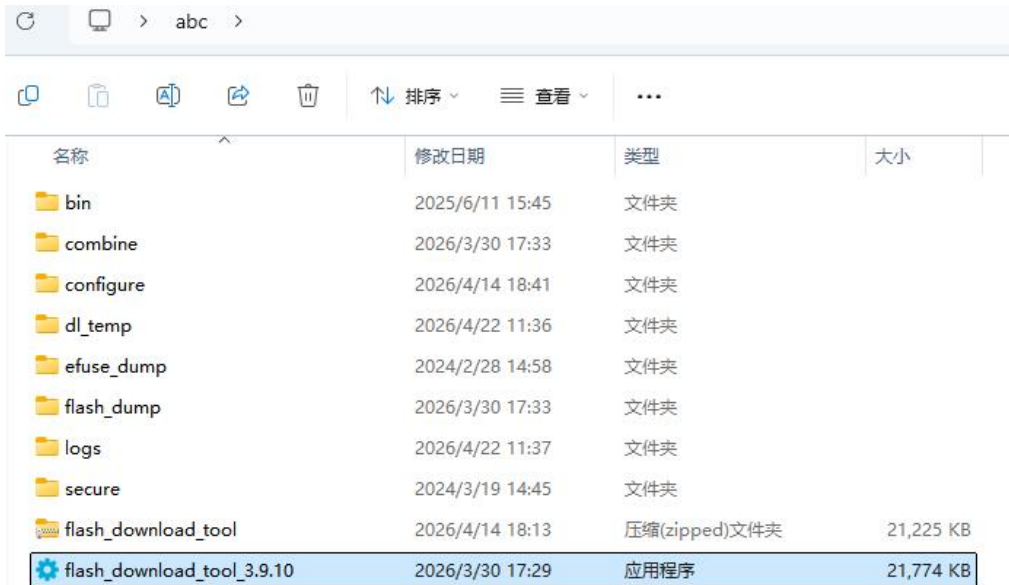 abc
排序 查看
名称 修改日期 类型 大小
bin 2025/6/11 15:45 文件夹
combine 2026/3/30 17:33 文件夹
configure 2026/4/14 18:41 文件夹
dl_temp 2026/4/22 11:36 文件夹
efuse_dump 2024/2/28 14:58 文件夹
flash_dump 2026/3/30 17:33 文件夹
logs 2026/4/22 11:37 文件夹
secure 2024/3/19 14:45 文件夹
flash_download_tool 2026/4/14 18:13 压缩(zipped)文件夹 21,225 KB
flash_download_tool_3.9.10 2026/3/30 17:29 应用程序 21,774 KB